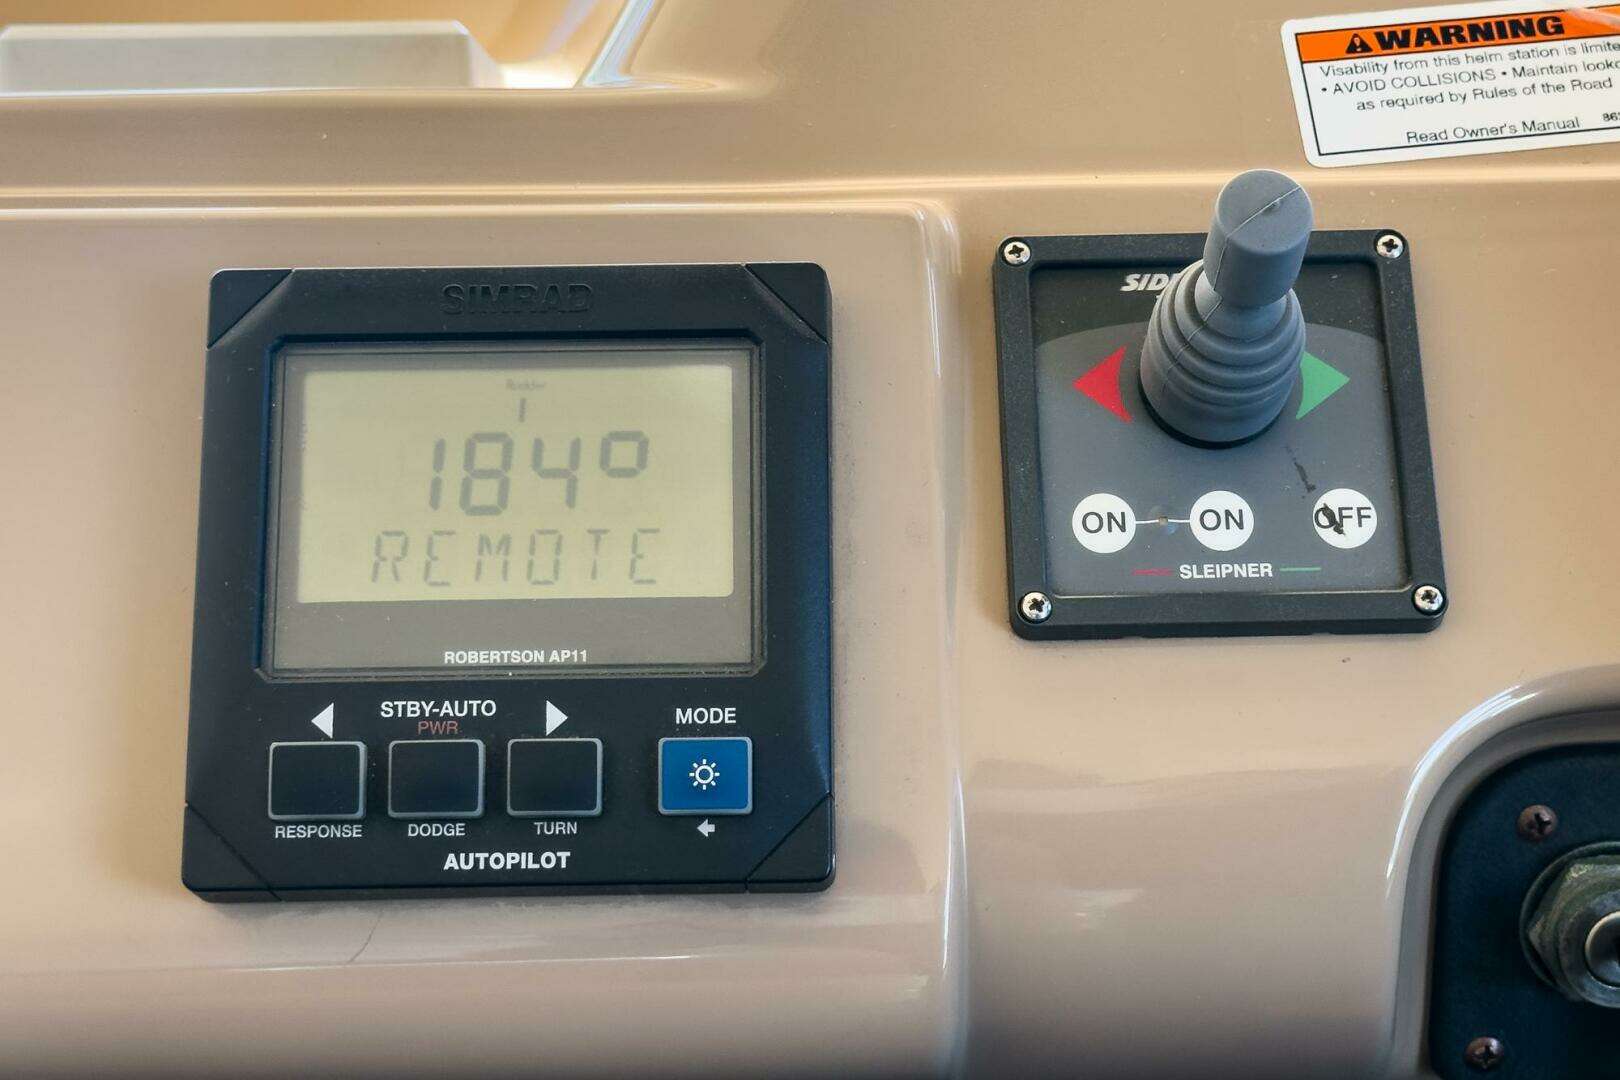 WARNING
Visability from this helm station is
• AVOID COLLISIONS • Maintain
as required by Rules of the Road
Read Owner's Manual
SIMRAD
Rudder
184°
REMOTE
ROBERTSON AP11
STBY-AUTO
PWR
MODE
RESPONSE
DODGE
TURN
AUTOPILOT
ON
ON
OFF
SLEIPNER